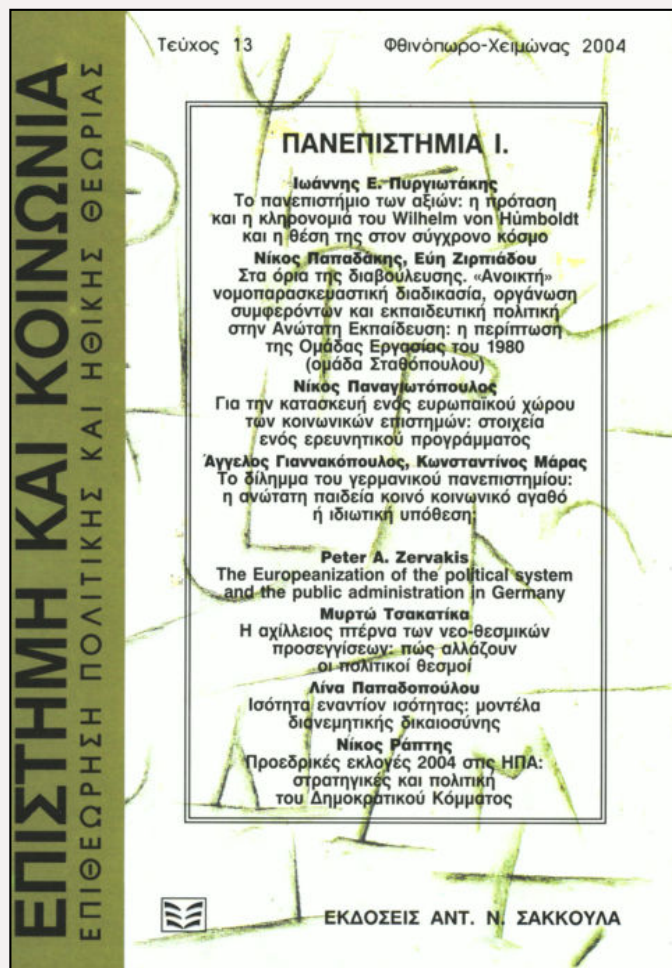 ΕΠΙΣΤΗΜΗ ΚΑΙ ΚΟΙΝΩΝΙΑ
ΕΠΙΘΕΩΡΗΣΗ ΠΟΛΙΤΙΚΗΣ ΚΑΙ ΗΘΙΚΗΣ ΘΕΩΡΙΑΣ
Τεύχος 13 Φθινόπωρο-Χειμώνας 2004
ΠΑΝΕΠΙΣΤΗΜΙΑ Ι.
Ιωάννης Ε. Πυργιωτάκης
Το πανεπιστήμιο των αξιών: η πρόταση
και η κληρονομιά του Wilhelm von Humboldt
και η θέση της στον σύγχρονο κόσμο
Νίκος Παπαδάκης, Εύη Ζιρπιάδου
Στα όρια της διαβούλευσης. «Ανοικτή»
νομοπαρασκευαστική διαδικασία, οργάνωση
συμφερόντων και εκπαιδευτική πολιτική
στην Ανώτατη Εκπαίδευση: η περίπτωση
της Ομάδας Εργασίας του 1980
(ομάδα Σταθόπουλου)
Νίκος Παναγιωτόπουλος
Για την κατασκευή ενός ευρωπαϊκού χώρου
των κοινωνικών επιστημών: στοιχεία
ενός ερευνητικού προγράμματος
Άγγελος Γιαννακόπουλος, Κωνσταντίνος Μάρας
Το δίλημμα του γερμανικού πανεπιστημίου:
η ανώτατη παιδεία κοινό κοινωνικό αγαθό
ή ιδιωτική υπόθεση;
Peter A. Zervakis
The Europeanization of the political system
and the public administration in Germany
Μυρτώ Τσακατίκα
Η αχίλλειος πτέρνα των νεο-θεσμικών
προσεγγίσεων: πώς αλλάζουν
οι πολιτικοί θεσμοί
Λίνα Παπαδοπούλου
Ισότητα εναντίον ισότητας: μοντέλα
διανεμητικής δικαιοσύνης
Νίκος Ράπτης
Προεδρικές εκλογές 2004 στις ΗΠΑ:
στρατηγικές και πολιτική
του Δημοκρατικού Κόμματος
ΕΚΔΟΣΕΙΣ ΑΝΤ. Ν. ΣΑΚΚΟΥΛΑ